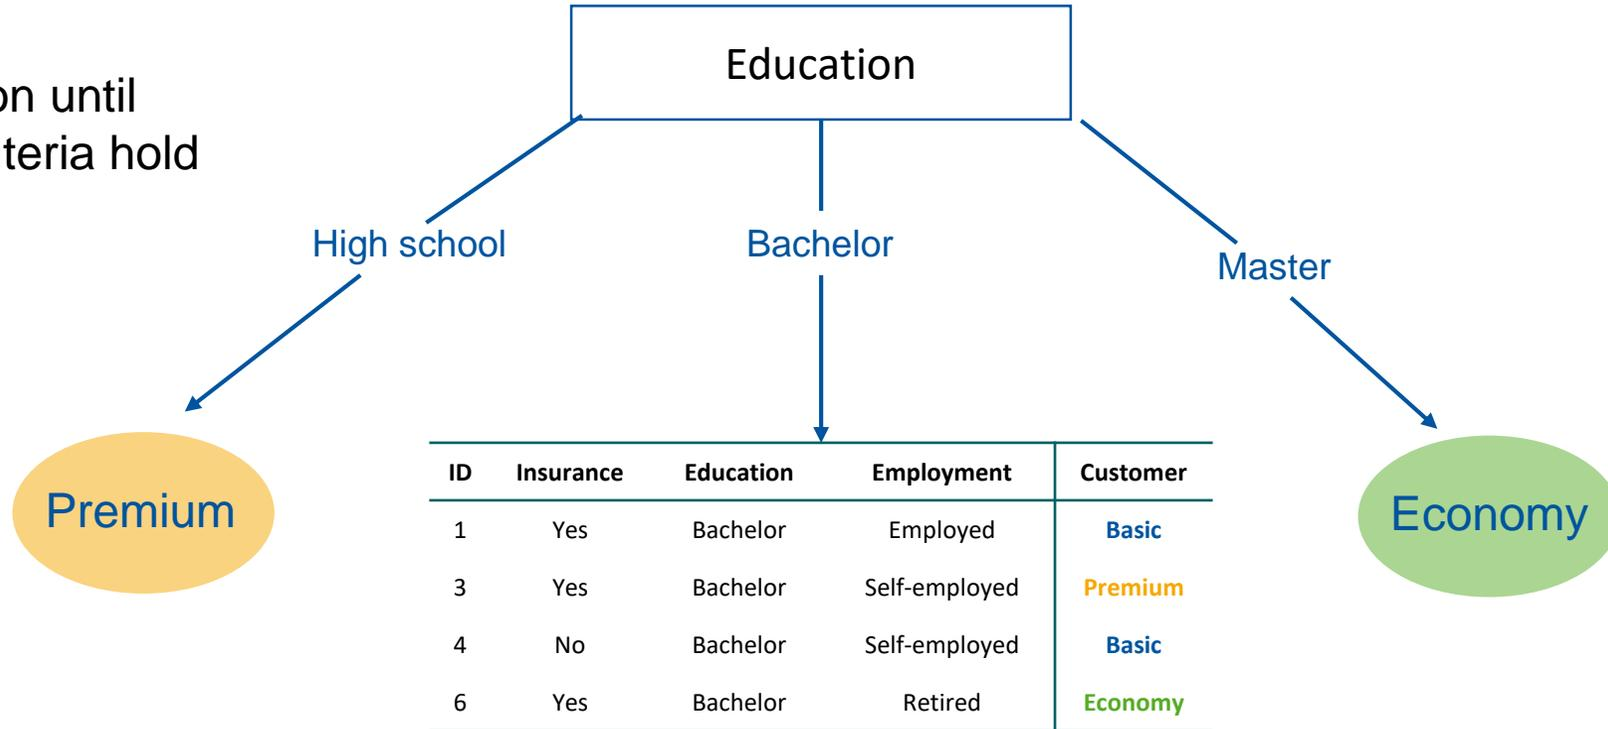 Education
on until
teria hold
High school
Bachelor
Master
Premium
Economy
ID Insurance Education Employment Customer
1 Yes Bachelor Employed Basic
3 Yes Bachelor Self-employed Premium
4 No Bachelor Self-employed Basic
6 Yes Bachelor Retired Economy